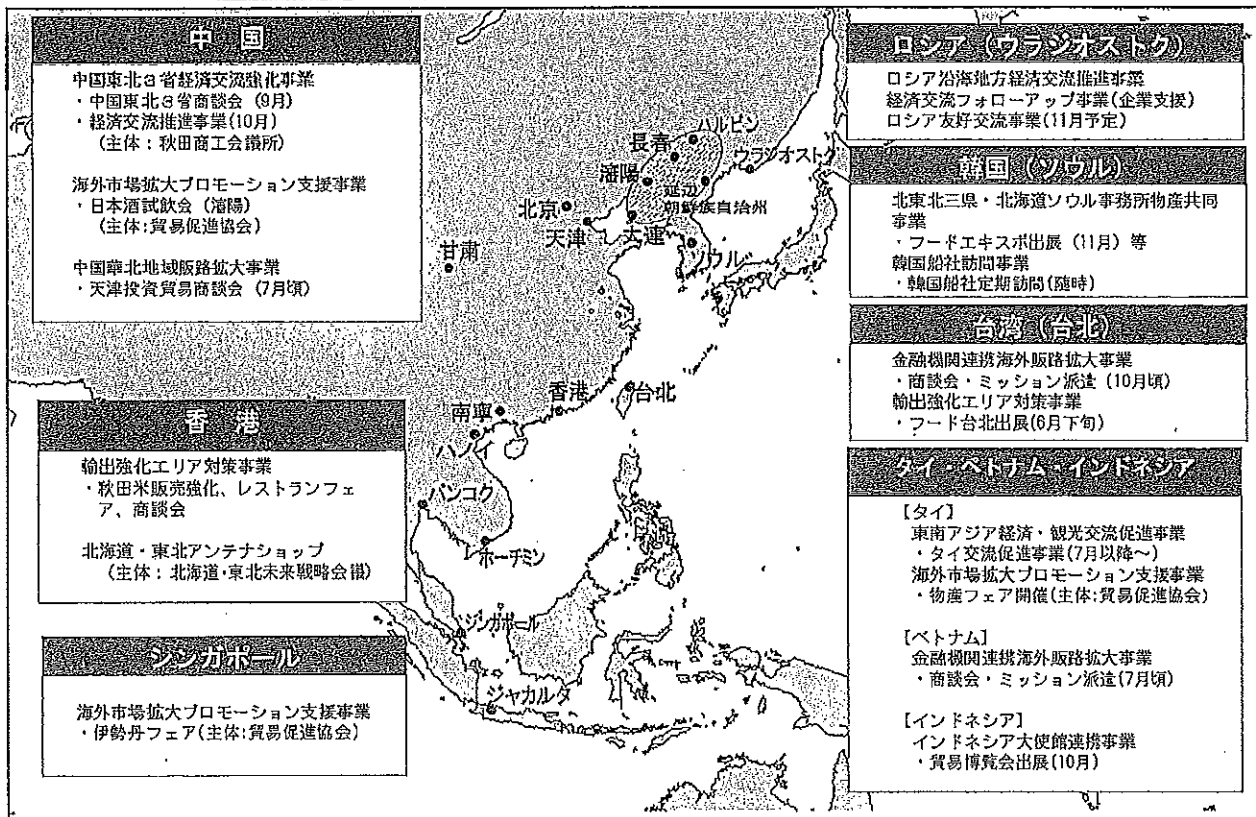 中 国
中国東北3省経済交流強化事業
・中国東北3省商談会（9月）
・経済交流推進事業（10月）
（主体：秋田商工会議所）
海外市場拡大プロモーション支援事業
・日本酒試飲会（瀋陽）
（主体：貿易促進協会）
中国華北地域販路拡大事業
・天津投資貿易商談会（7月頃）
香 港
輸出強化エリア対策事業
・秋田米販売強化、レストランフェ
ア、商談会
北海道・東北アンテナショップ
（主体：北海道・東北未来戦略会議）
シンガポール
海外市場拡大プロモーション支援事業
・伊勢丹フェア（主体：貿易促進協会）
ハルビン
長春
ウラジオストク
瀋陽
延辺
朝鮮族自治州
北京
天津
大連
ソウル
甘粛
香港
台北
南寧
ハノイ
バンコク
ホーチミン
シンガポール
ジャカルタ
ロシア（ウラジオストク）
ロシア沿海地方経済交流推進事業
経済交流フォローアップ事業（企業支援）
ロシア友好交流事業（11月予定）
韓国（ソウル）
北東北三県・北海道ソウル事務所物産共同
事業
・フードエキスポ出展（11月）等
韓国船社訪問事業
・韓国船社定期訪問（随時）
台湾（台北）
金融機関連携海外販路拡大事業
・商談会・ミッション派遣（10月頃）
輸出強化エリア対策事業
・フード台北出展（6月下旬）
タイ・ベトナム・インドネシア
【タイ】
東南アジア経済・観光交流促進事業
・タイ交流促進事業（7月以降～）
海外市場拡大プロモーション支援事業
・物産フェア開催（主体：貿易促進協会）
【ベトナム】
金融機関連携海外販路拡大事業
・商談会・ミッション派遣（7月頃）
【インドネシア】
インドネシア大使館連携事業
・貿易博覧会出展（10月）